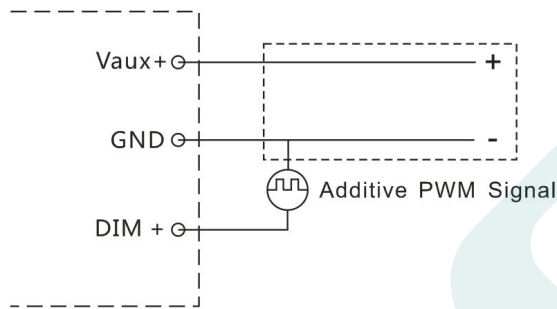 Vaux+ +
GND -
Additive PWM Signal
DIM +